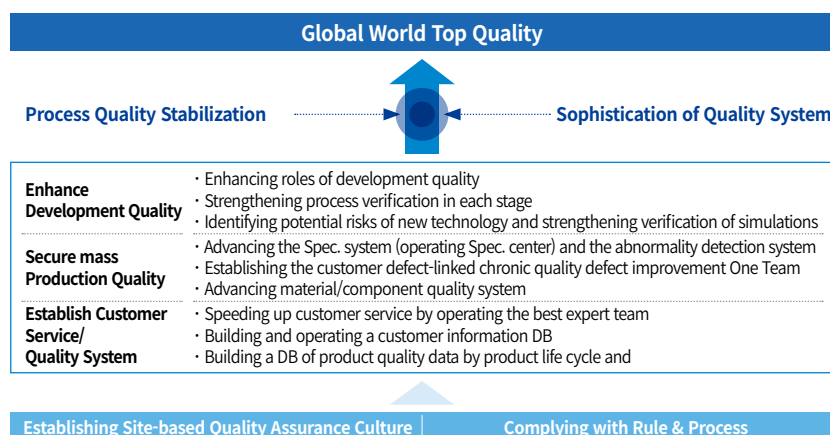 Global World Top Quality
Process Quality Stabilization
Sophistication of Quality System
Enhance
Development Quality
· Enhancing roles of development quality
· Strengthening process verification in each stage
· Identifying potential risks of new technology and strengthening verification of simulations
Secure mass
Production Quality
· Advancing the Spec. system (operating Spec. center) and the abnormality detection system
· Establishing the customer defect-linked chronic quality defect improvement One Team
· Advancing material/component quality system
Establish Customer
Service/
Quality System
· Speeding up customer service by operating the best expert team
· Building and operating a customer information DB
· Building a DB of product quality data by product life cycle and
Establishing Site-based Quality Assurance Culture
Complying with Rule & Process